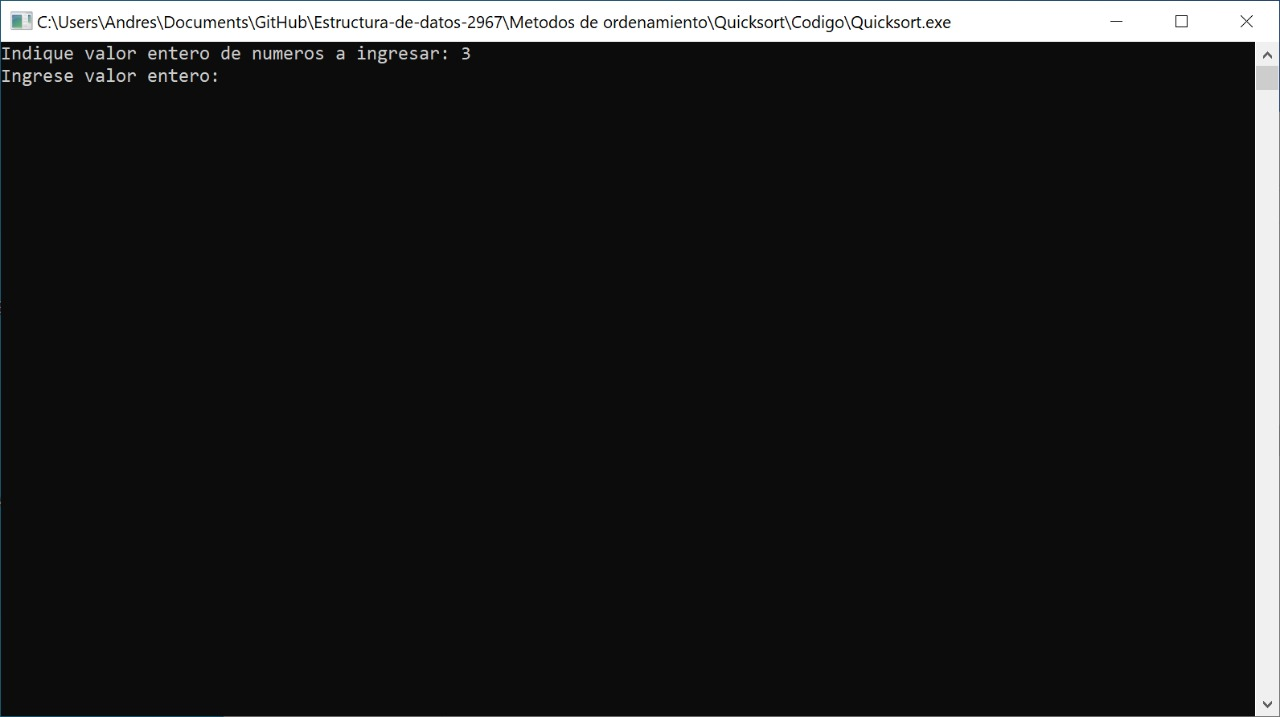 C:\Users\Andres\Documents\GitHub\Estructura-de-datos-2967\Metodos de ordenamiento\Quicksort\Codigo\Quicksort.exe
Indique valor entero de numeros a ingresar: 3
Ingrese valor entero: